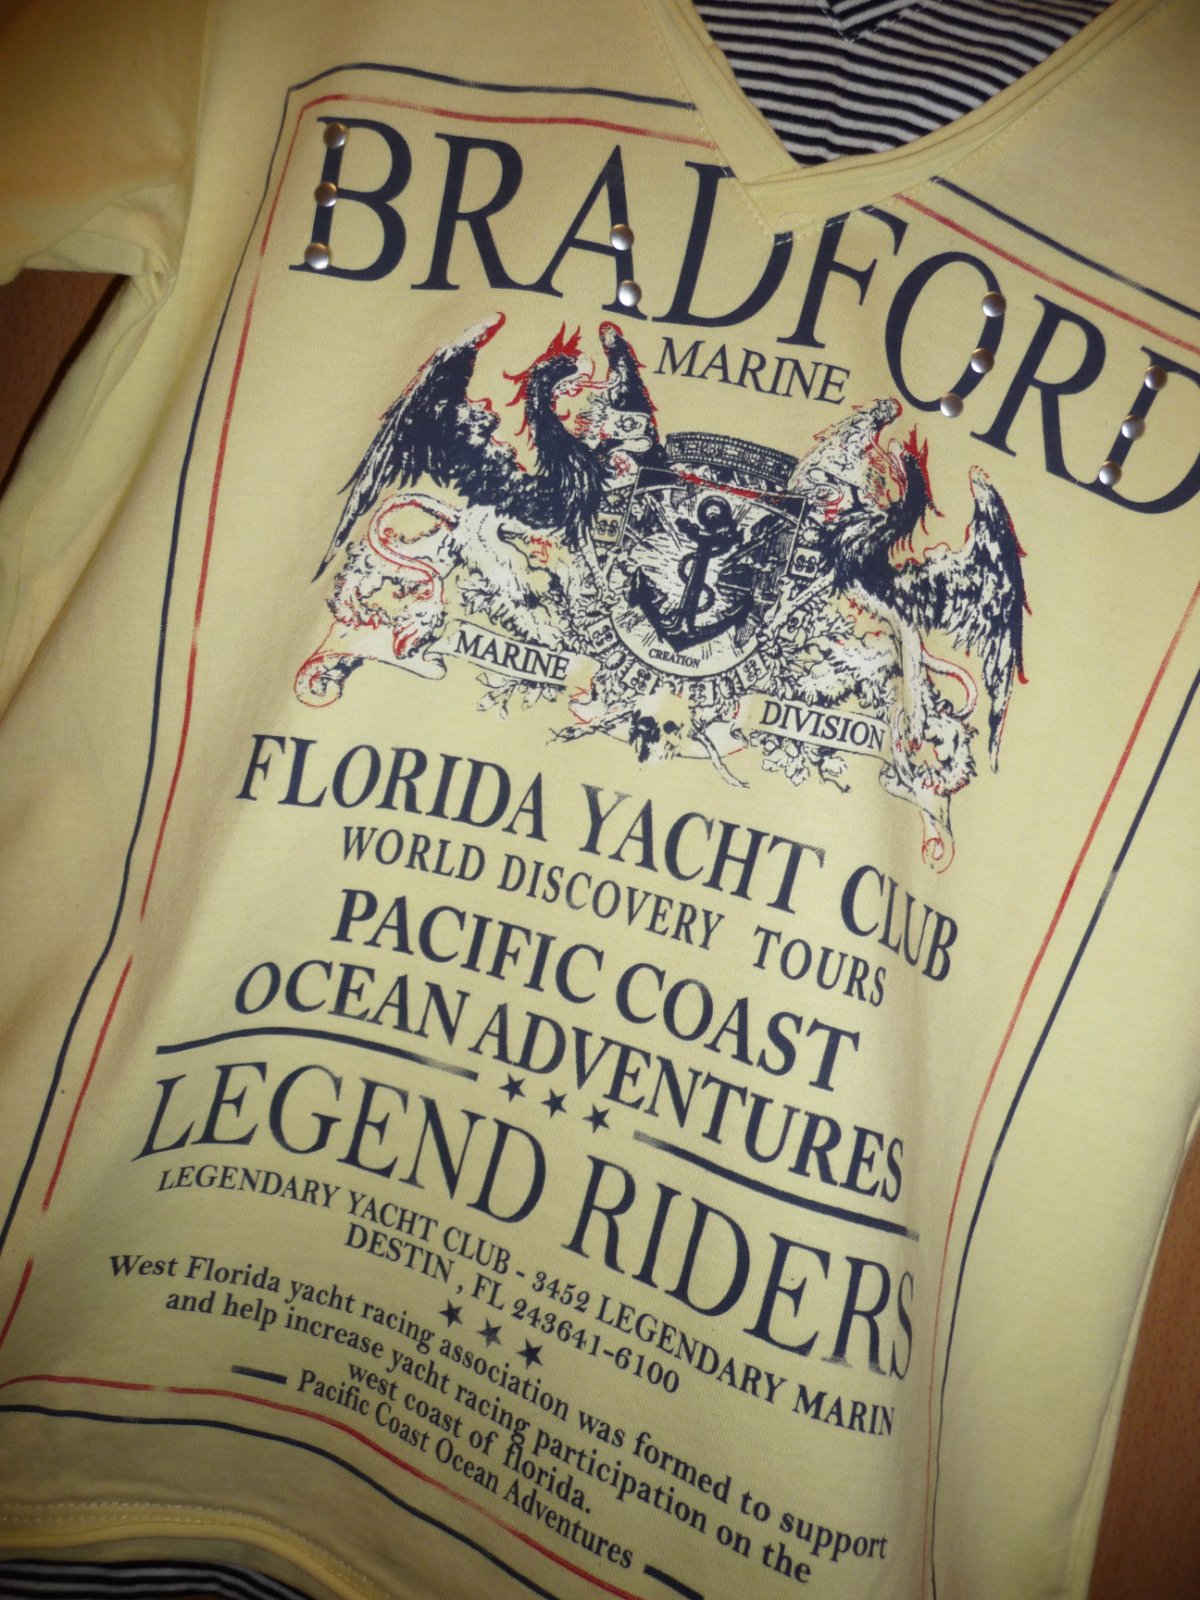 BRADFORD
MARINE
CREATION
MARINE
DIVISION
FLORIDA YACHT CLUB
WORLD DISCOVERY TOURS
PACIFIC COAST
OCEAN ADVENTURES
LEGEND RIDERS
LEGENDARY YACHT CLUB - 3452 LEGENDARY MARIN
DESTIN , FL 243641-6100
West Florida yacht racing association was formed to support
and help increase yacht racing participation on the
west coast of florida.
Pacific Coast Ocean Adventures